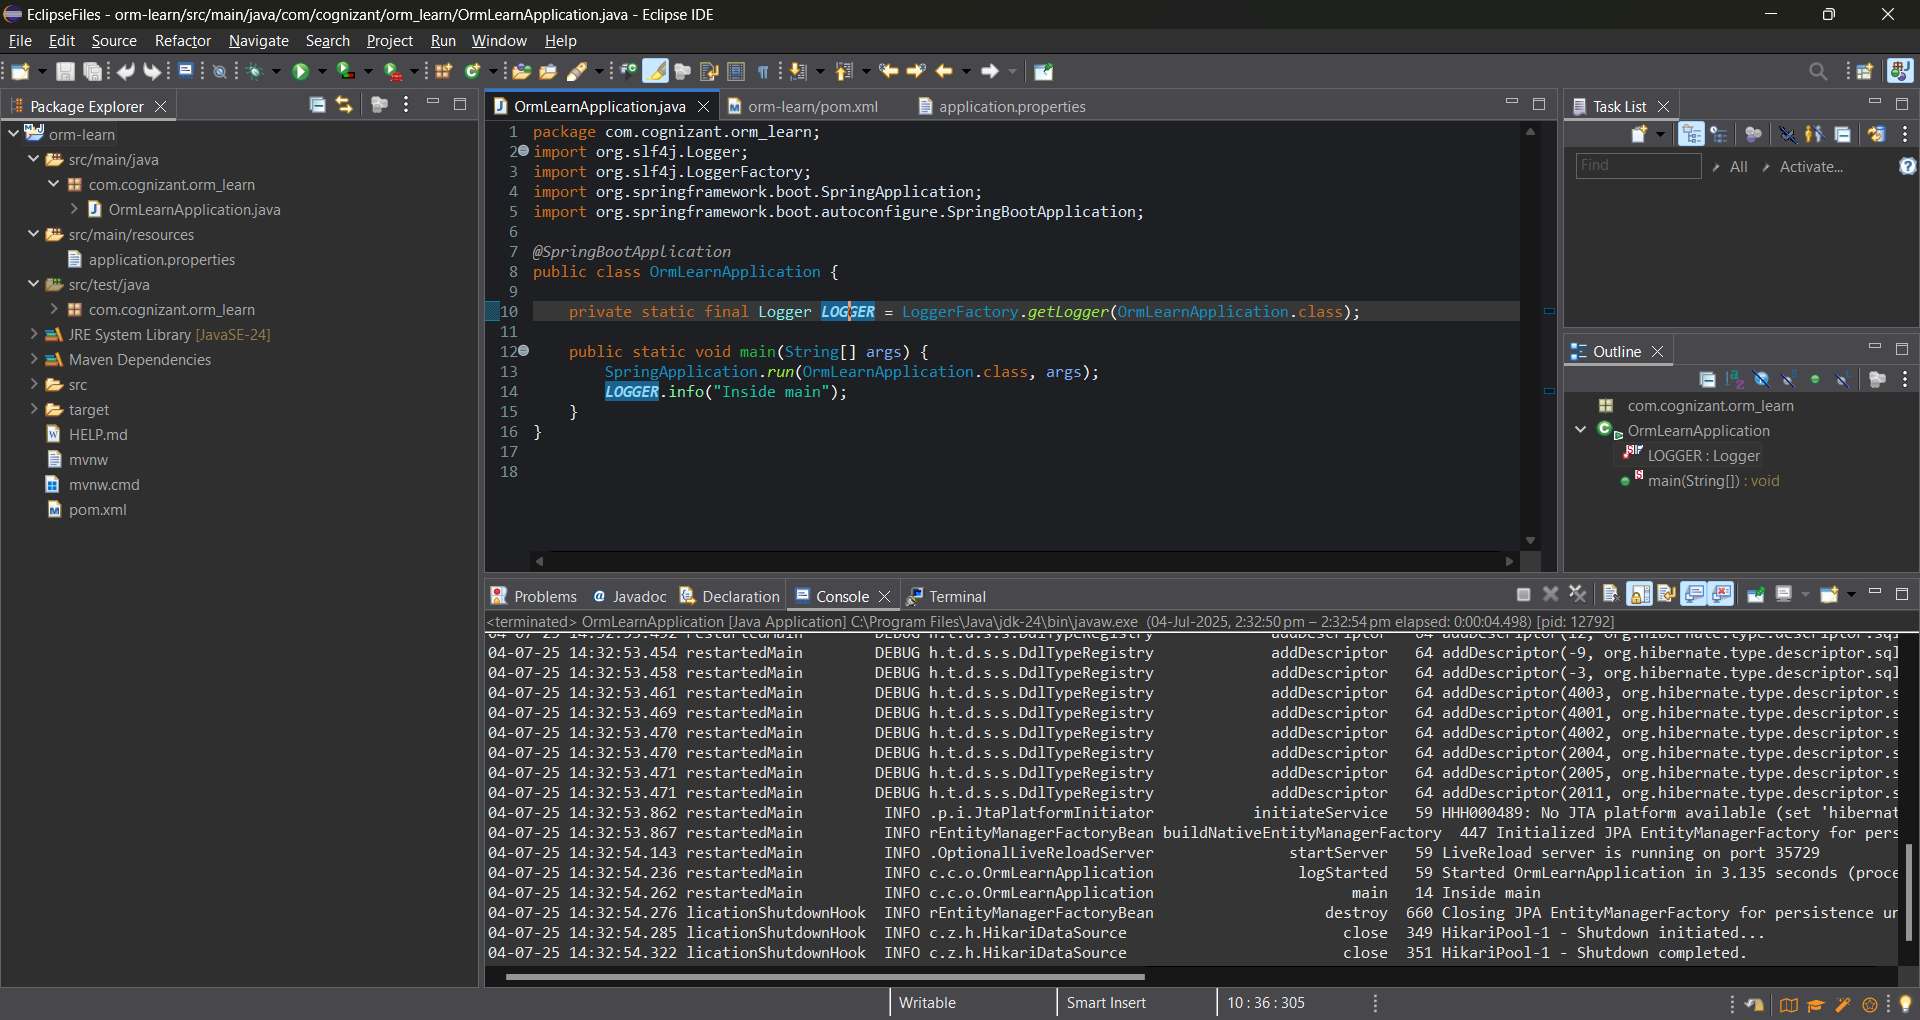 EclipseFiles - orm-learn/src/main/java/com/cognizant/orm_learn/OrmLearnApplication.java - Eclipse IDE
File Edit Source Refactor Navigate Search Project Run Window Help
Package Explorer
orm-learn
src/main/java
com.cognizant.orm_learn
OrmLearnApplication.java
src/main/resources
application.properties
src/test/java
com.cognizant.orm_learn
JRE System Library [JavaSE-24]
Maven Dependencies
src
target
HELP.md
mvnw
mvnw.cmd
pom.xml
OrmLearnApplication.java orm-learn/pom.xml application.properties
1 package com.cognizant.orm_learn;
2 import org.slf4j.Logger;
3 import org.slf4j.LoggerFactory;
4 import org.springframework.boot.SpringApplication;
5 import org.springframework.boot.autoconfigure.SpringBootApplication;
6
7 @SpringBootApplication
8 public class OrmLearnApplication {
9
10 private static final Logger LOGGER = LoggerFactory.getLogger(OrmLearnApplication.class);
11
12 public static void main(String[] args) {
13 SpringApplication.run(OrmLearnApplication.class, args);
14 LOGGER.info("Inside main");
15 }
16 }
17
18
Task List
Find All Activate...
Outline
com.cognizant.orm_learn
OrmLearnApplication
LOGGER : Logger
main(String[]) : void
Problems Javadoc Declaration Console Terminal
<terminated> OrmLearnApplication [Java Application] C:\Program Files\Java\jdk-24\bin\javaw.exe (04-Jul-2025, 2:32:50 pm – 2:32:54 pm elapsed: 0:00:04.498) [pid: 12792]
04-07-25 14:32:53.454 restartedMain DEBUG h.t.d.s.s.DdlTypeRegistry addDescriptor 64 addDescriptor(-9, org.hibernate.type.descriptor.sql
04-07-25 14:32:53.458 restartedMain DEBUG h.t.d.s.s.DdlTypeRegistry addDescriptor 64 addDescriptor(-3, org.hibernate.type.descriptor.sql
04-07-25 14:32:53.461 restartedMain DEBUG h.t.d.s.s.DdlTypeRegistry addDescriptor 64 addDescriptor(4003, org.hibernate.type.descriptor.s
04-07-25 14:32:53.469 restartedMain DEBUG h.t.d.s.s.DdlTypeRegistry addDescriptor 64 addDescriptor(4001, org.hibernate.type.descriptor.s
04-07-25 14:32:53.470 restartedMain DEBUG h.t.d.s.s.DdlTypeRegistry addDescriptor 64 addDescriptor(4002, org.hibernate.type.descriptor.s
04-07-25 14:32:53.470 restartedMain DEBUG h.t.d.s.s.DdlTypeRegistry addDescriptor 64 addDescriptor(2004, org.hibernate.type.descriptor.s
04-07-25 14:32:53.471 restartedMain DEBUG h.t.d.s.s.DdlTypeRegistry addDescriptor 64 addDescriptor(2005, org.hibernate.type.descriptor.s
04-07-25 14:32:53.471 restartedMain DEBUG h.t.d.s.s.DdlTypeRegistry addDescriptor 64 addDescriptor(2011, org.hibernate.type.descriptor.s
04-07-25 14:32:53.862 restartedMain INFO .p.i.JtaPlatformInitiator initiateService 59 HHH000489: No JTA platform available (set 'hibernat
04-07-25 14:32:53.867 restartedMain INFO rEntityManagerFactoryBean buildNativeEntityManagerFactory 447 Initialized JPA EntityManagerFactory for pers
04-07-25 14:32:54.143 restartedMain INFO .OptionalLiveReloadServer startServer 59 LiveReload server is running on port 35729
04-07-25 14:32:54.236 restartedMain INFO c.c.o.OrmLearnApplication logStarted 59 Started OrmLearnApplication in 3.135 seconds (proce
04-07-25 14:32:54.262 restartedMain INFO c.c.o.OrmLearnApplication main 14 Inside main
04-07-25 14:32:54.276 licationShutdownHook INFO rEntityManagerFactoryBean destroy 660 Closing JPA EntityManagerFactory for persistence un
04-07-25 14:32:54.285 licationShutdownHook INFO c.z.h.HikariDataSource close 349 HikariPool-1 - Shutdown initiated...
04-07-25 14:32:54.322 licationShutdownHook INFO c.z.h.HikariDataSource close 351 HikariPool-1 - Shutdown completed.
Writable Smart Insert 10 : 36 : 305